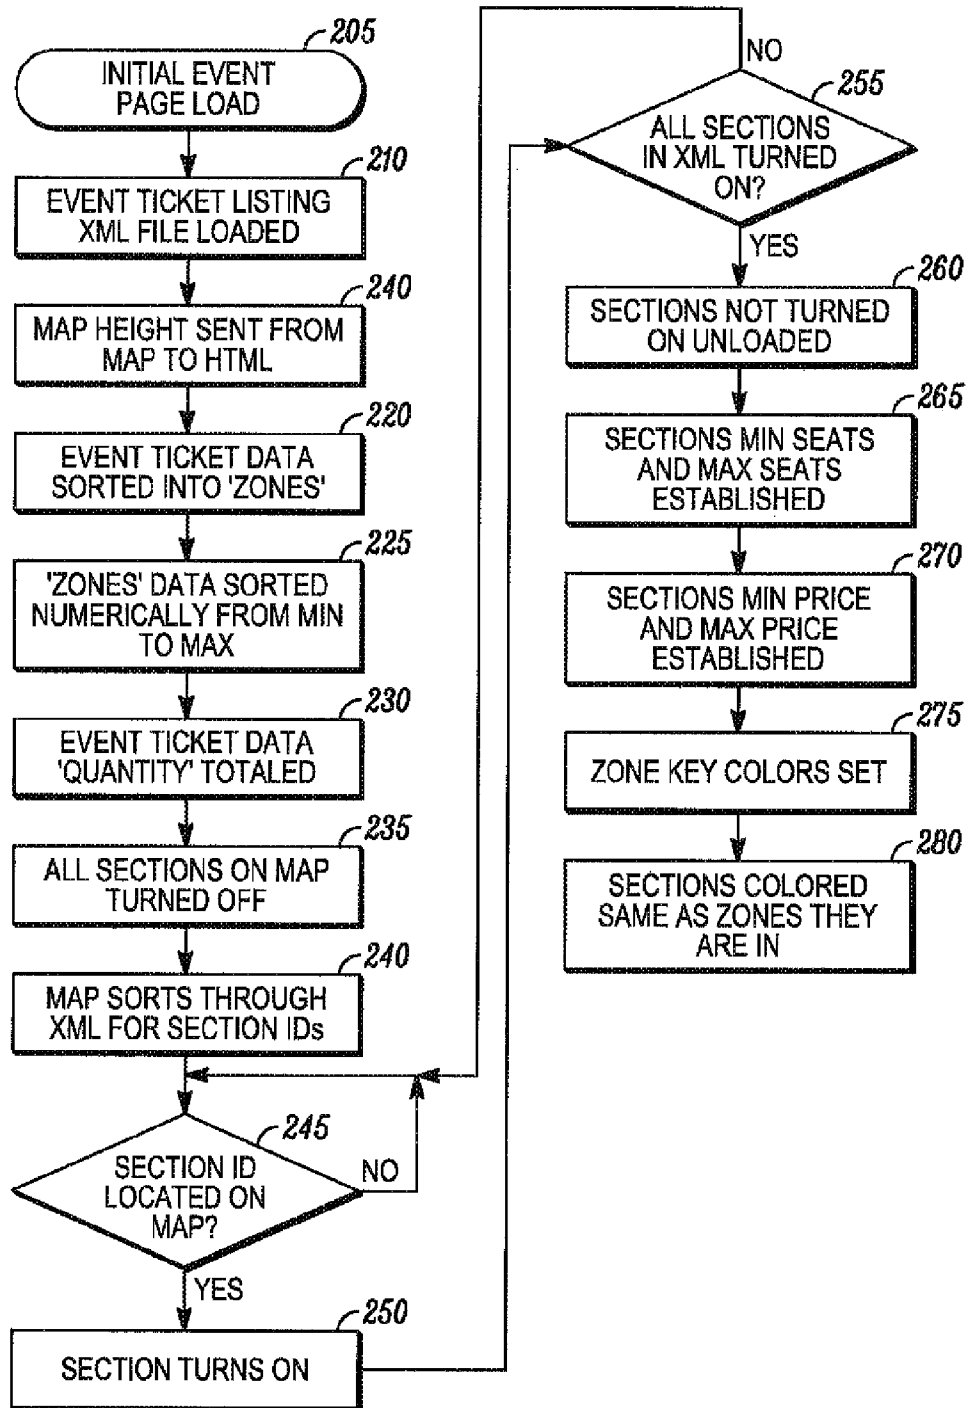 205
INITIAL EVENT
PAGE LOAD
210
EVENT TICKET LISTING
XML FILE LOADED
240
MAP HEIGHT SENT FROM
MAP TO HTML
220
EVENT TICKET DATA
SORTED INTO 'ZONES'
225
'ZONES' DATA SORTED
NUMERICALLY FROM MIN
TO MAX
230
EVENT TICKET DATA
'QUANTITY' TOTALED
235
ALL SECTIONS ON MAP
TURNED OFF
240
MAP SORTS THROUGH
XML FOR SECTION IDs
245
SECTION ID
LOCATED ON
MAP?
NO
YES
250
SECTION TURNS ON
NO
255
ALL SECTIONS
IN XML TURNED
ON?
YES
260
SECTIONS NOT TURNED
ON UNLOADED
265
SECTIONS MIN SEATS
AND MAX SEATS
ESTABLISHED
270
SECTIONS MIN PRICE
AND MAX PRICE
ESTABLISHED
275
ZONE KEY COLORS SET
280
SECTIONS COLORED
SAME AS ZONES THEY
ARE IN